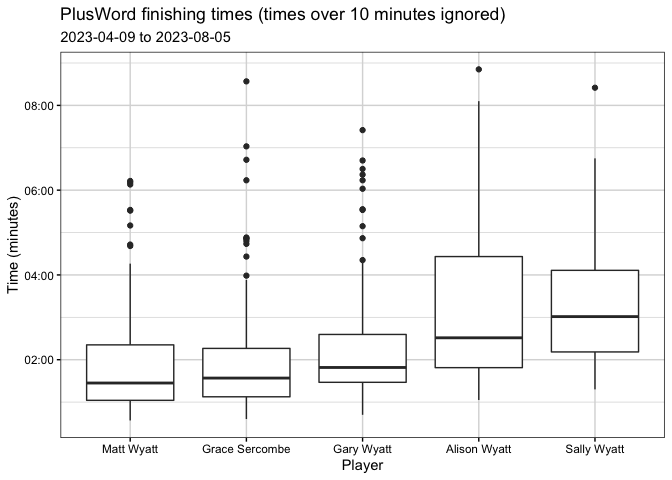 PlusWord finishing times (times over 10 minutes ignored)
2023-04-09 to 2023-08-05
Time (minutes)
08:00
06:00
04:00
02:00
Matt Wyatt
Grace Sercombe
Gary Wyatt
Alison Wyatt
Sally Wyatt
Player